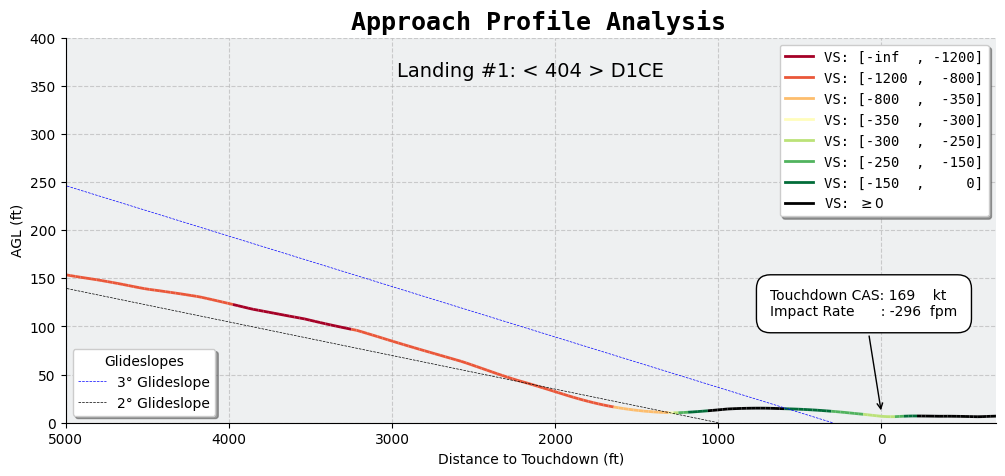 Approach Profile Analysis
Landing #1: < 404 > D1CE
VS: [-inf  , -1200]
VS: [-1200 ,  -800]
VS: [-800  ,  -350]
VS: [-350  ,  -300]
VS: [-300  ,  -250]
VS: [-250  ,  -150]
VS: [-150  ,     0]
VS: ≥0
400
350
300
250
200
150
100
50
0
AGL (ft)
Touchdown CAS: 169    kt
Impact Rate      : -296  fpm
Glideslopes
3° Glideslope
2° Glideslope
5000 4000 3000 2000 1000 0
Distance to Touchdown (ft)